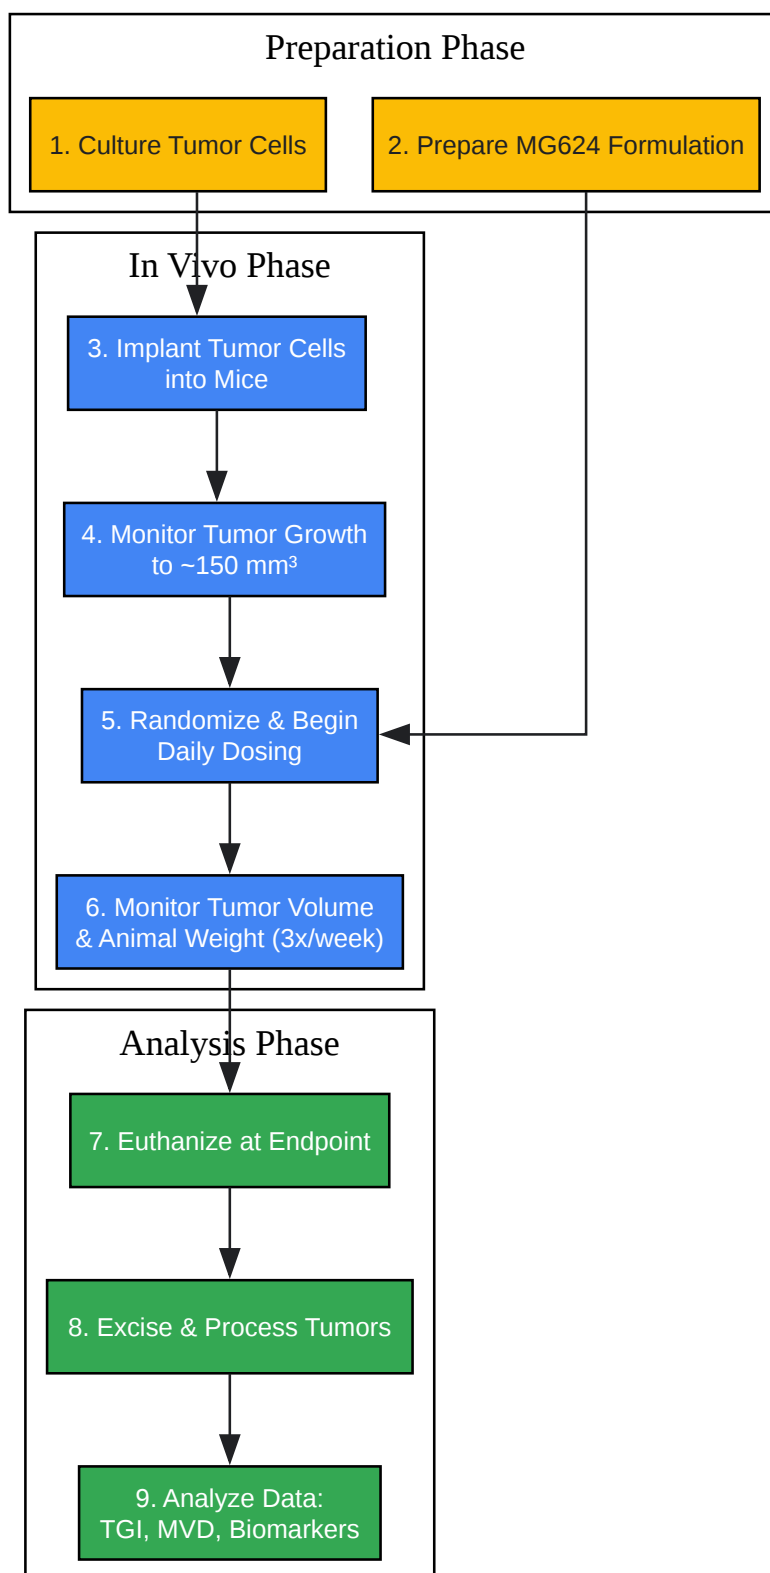 Preparation Phase
1. Culture Tumor Cells
2. Prepare MG624 Formulation
In Vivo Phase
3. Implant Tumor Cells
into Mice
4. Monitor Tumor Growth
to ~150 mm³
5. Randomize & Begin
Daily Dosing
6. Monitor Tumor Volume
& Animal Weight (3x/week)
Analysis Phase
7. Euthanize at Endpoint
8. Excise & Process Tumors
9. Analyze Data:
TGI, MVD, Biomarkers